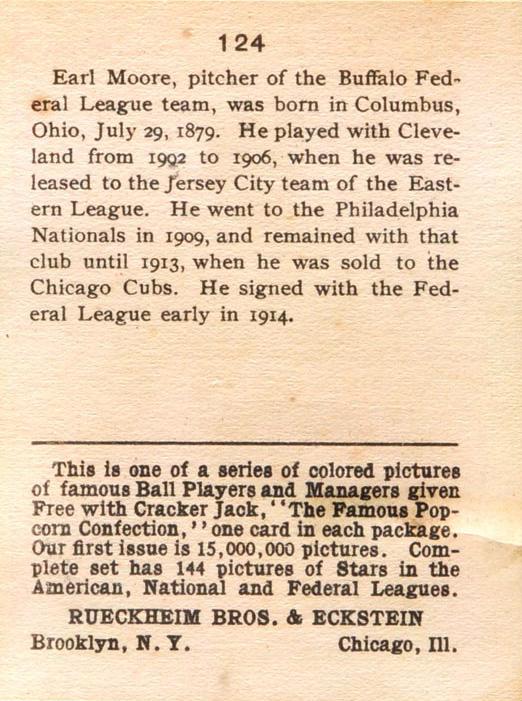 124
Earl Moore, pitcher of the Buffalo Fed-
eral League team, was born in Columbus,
Ohio, July 29, 1879. He played with Cleve-
land from 1902 to 1906, when he was re-
leased to the Jersey City team of the East-
ern League. He went to the Philadelphia
Nationals in 1909, and remained with that
club until 1913, when he was sold to the
Chicago Cubs. He signed with the Fed-
eral League early in 1914.
This is one of a series of colored pictures
of famous Ball Players and Managers given
Free with Cracker Jack, "The Famous Pop-
corn Confection," one card in each package.
Our first issue is 15,000,000 pictures. Com-
plete set has 144 pictures of Stars in the
American, National and Federal Leagues.
RUECKHEIM BROS. & ECKSTEIN
Brooklyn, N. Y. Chicago, Ill.